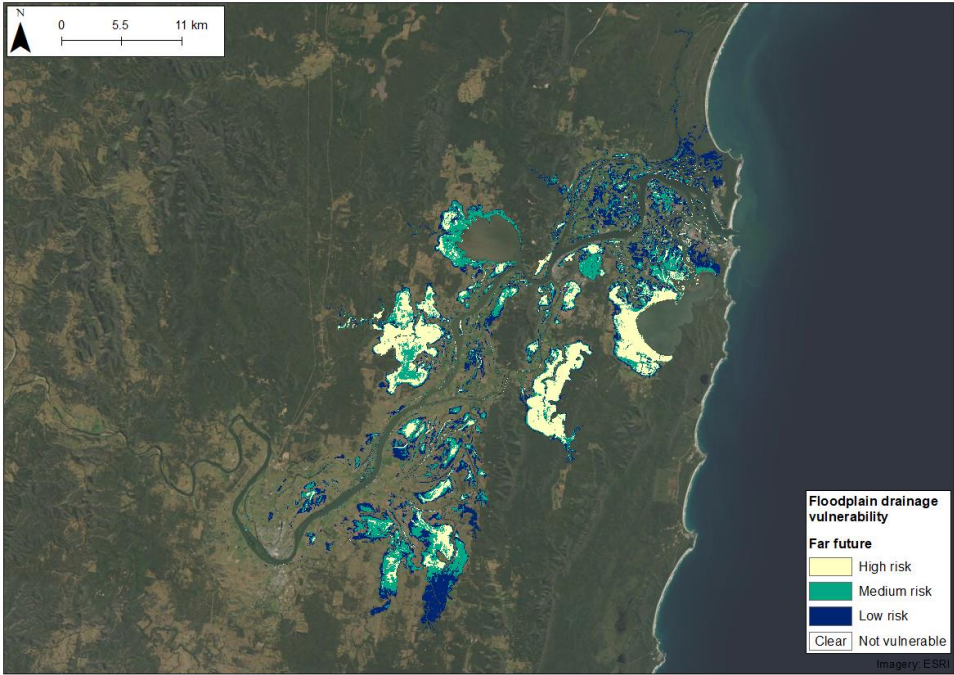 N
0 5.5 11 km
Floodplain drainage
vulnerability
Far future
High risk
Medium risk
Low risk
Clear Not vulnerable
Imagery: ESRI